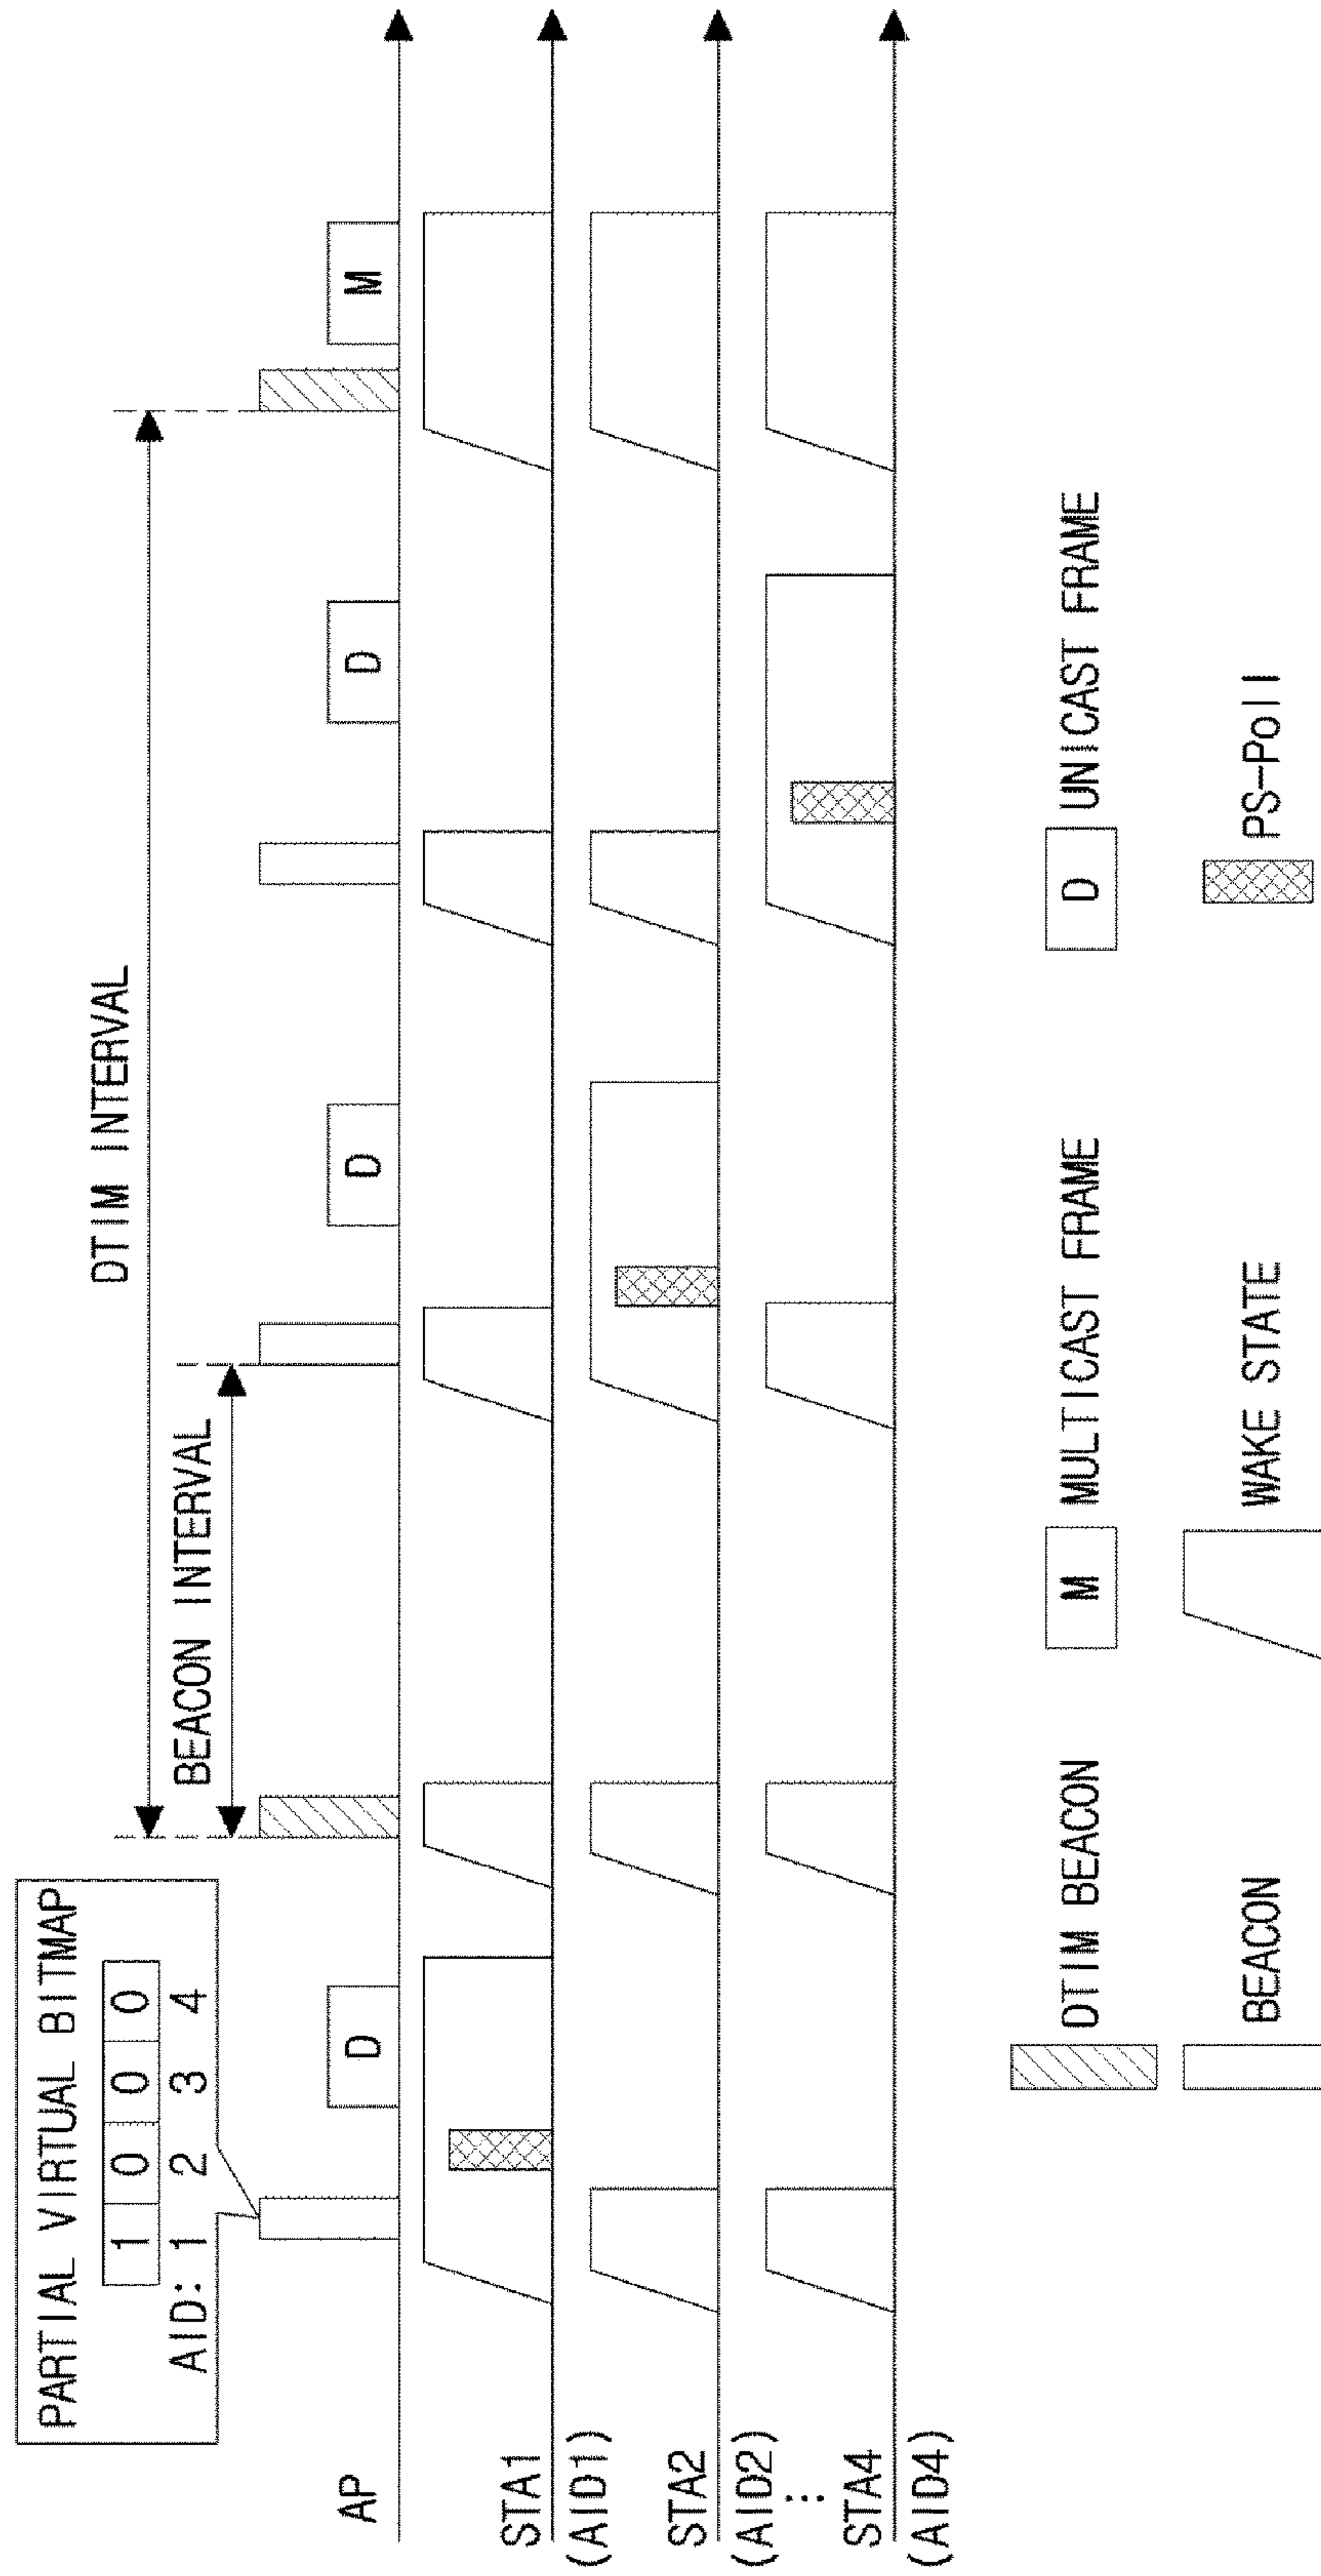 PARTIAL VIRTUAL BITMAP
1 0 0 0
AID: 1 2 3 4
DTIM INTERVAL
BEACON INTERVAL
D D D M
AP
STA1
(AID1)
STA2
(AID2)
⋮
STA4
(AID4)
DTIM BEACON M MULTICAST FRAME D UNICAST FRAME
BEACON WAKE STATE PS-Poll